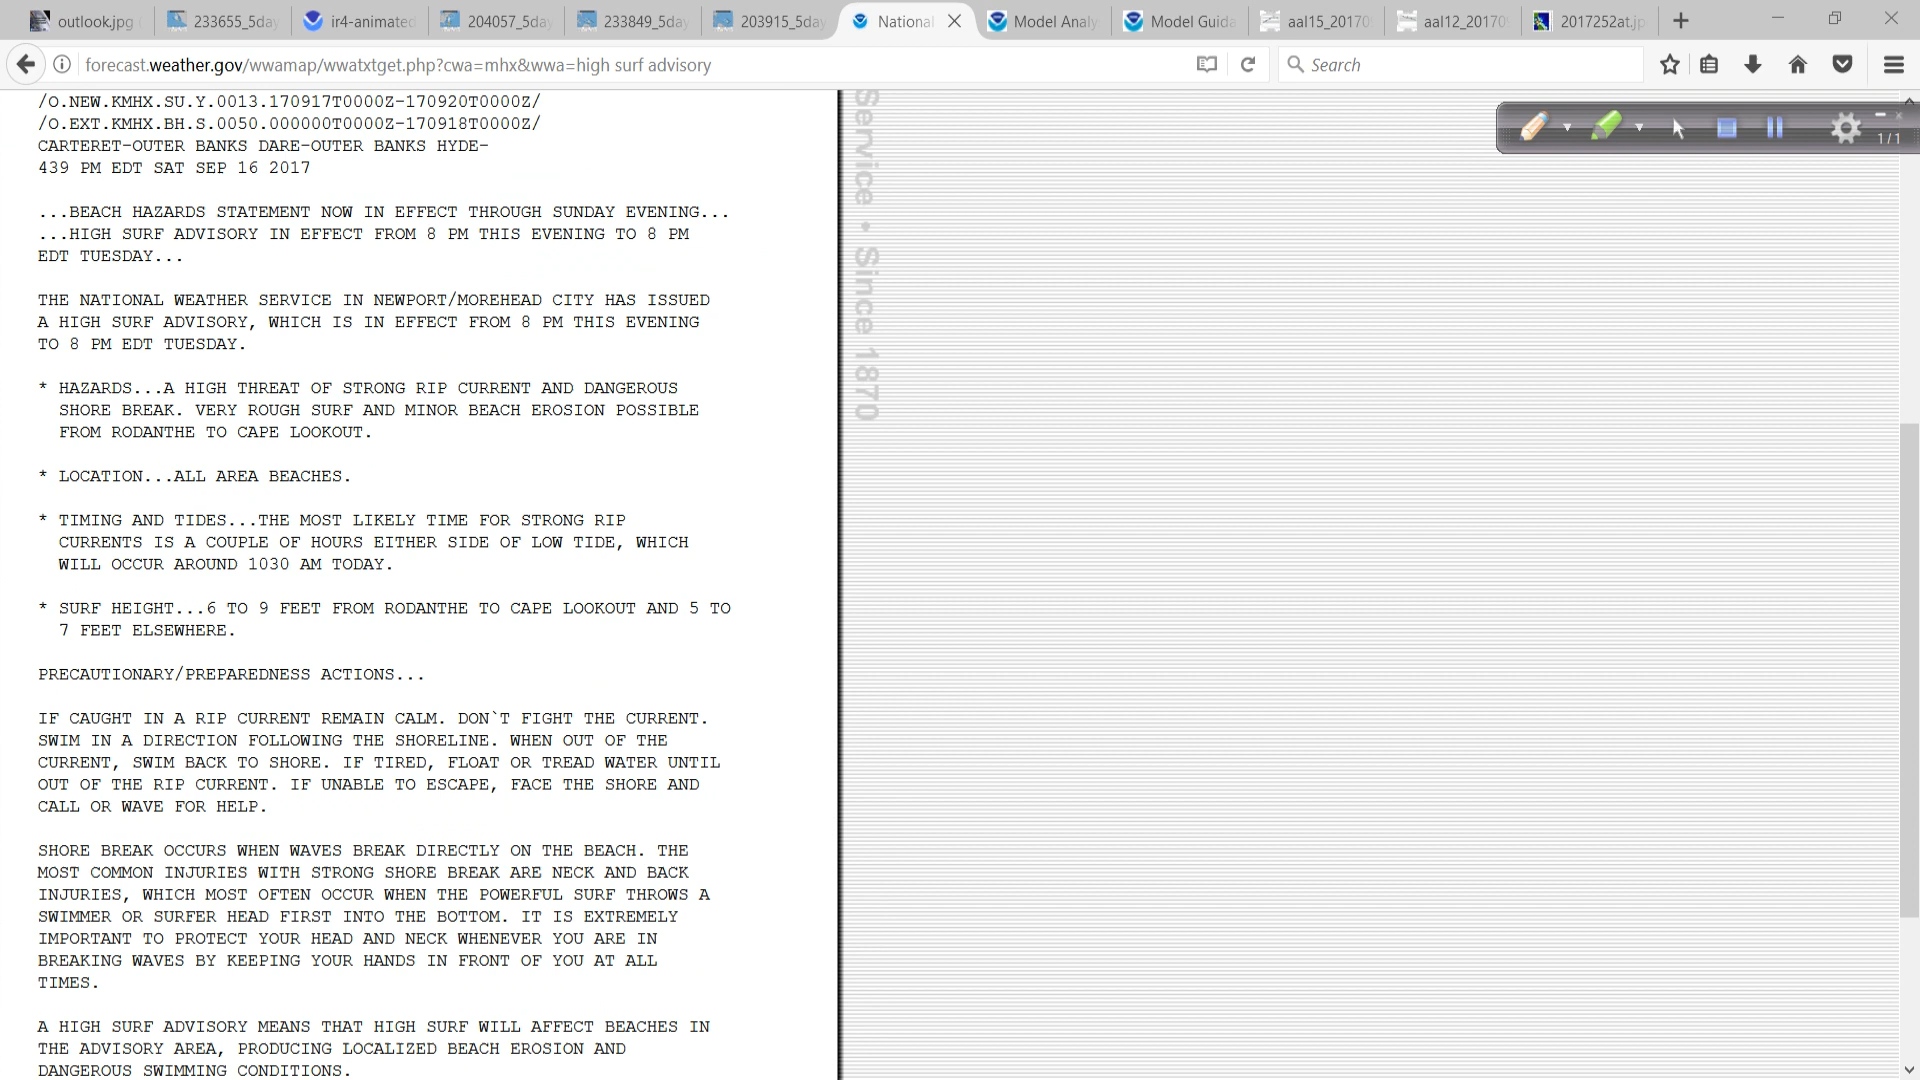 outlook.jpg
233655_5day
ir4-animated
204057_5day
233849_5day
203915_5day
National
Model Analy
Model Guida
aal15_20170
aal12_20170
2017252at.jp
forecast.weather.gov/wwamap/wwatxtget.php?cwa=mhx&wwa=high surf advisory
Search
1/1
/O.NEW.KMHX.SU.Y.0013.170917T0000Z-170920T0000Z/
/O.EXT.KMHX.BH.S.0050.000000T0000Z-170918T0000Z/
CARTERET-OUTER BANKS DARE-OUTER BANKS HYDE-
439 PM EDT SAT SEP 16 2017
...BEACH HAZARDS STATEMENT NOW IN EFFECT THROUGH SUNDAY EVENING...
...HIGH SURF ADVISORY IN EFFECT FROM 8 PM THIS EVENING TO 8 PM
EDT TUESDAY...
THE NATIONAL WEATHER SERVICE IN NEWPORT/MOREHEAD CITY HAS ISSUED
A HIGH SURF ADVISORY, WHICH IS IN EFFECT FROM 8 PM THIS EVENING
TO 8 PM EDT TUESDAY.
* HAZARDS...A HIGH THREAT OF STRONG RIP CURRENT AND DANGEROUS
SHORE BREAK. VERY ROUGH SURF AND MINOR BEACH EROSION POSSIBLE
FROM RODANTHE TO CAPE LOOKOUT.
* LOCATION...ALL AREA BEACHES.
* TIMING AND TIDES...THE MOST LIKELY TIME FOR STRONG RIP
CURRENTS IS A COUPLE OF HOURS EITHER SIDE OF LOW TIDE, WHICH
WILL OCCUR AROUND 1030 AM TODAY.
* SURF HEIGHT...6 TO 9 FEET FROM RODANTHE TO CAPE LOOKOUT AND 5 TO
7 FEET ELSEWHERE.
PRECAUTIONARY/PREPAREDNESS ACTIONS...
IF CAUGHT IN A RIP CURRENT REMAIN CALM. DON`T FIGHT THE CURRENT.
SWIM IN A DIRECTION FOLLOWING THE SHORELINE. WHEN OUT OF THE
CURRENT, SWIM BACK TO SHORE. IF TIRED, FLOAT OR TREAD WATER UNTIL
OUT OF THE RIP CURRENT. IF UNABLE TO ESCAPE, FACE THE SHORE AND
CALL OR WAVE FOR HELP.
SHORE BREAK OCCURS WHEN WAVES BREAK DIRECTLY ON THE BEACH. THE
MOST COMMON INJURIES WITH STRONG SHORE BREAK ARE NECK AND BACK
INJURIES, WHICH MOST OFTEN OCCUR WHEN THE POWERFUL SURF THROWS A
SWIMMER OR SURFER HEAD FIRST INTO THE BOTTOM. IT IS EXTREMELY
IMPORTANT TO PROTECT YOUR HEAD AND NECK WHENEVER YOU ARE IN
BREAKING WAVES BY KEEPING YOUR HANDS IN FRONT OF YOU AT ALL
TIMES.
A HIGH SURF ADVISORY MEANS THAT HIGH SURF WILL AFFECT BEACHES IN
THE ADVISORY AREA, PRODUCING LOCALIZED BEACH EROSION AND
DANGEROUS SWIMMING CONDITIONS.
Service • Since 1870